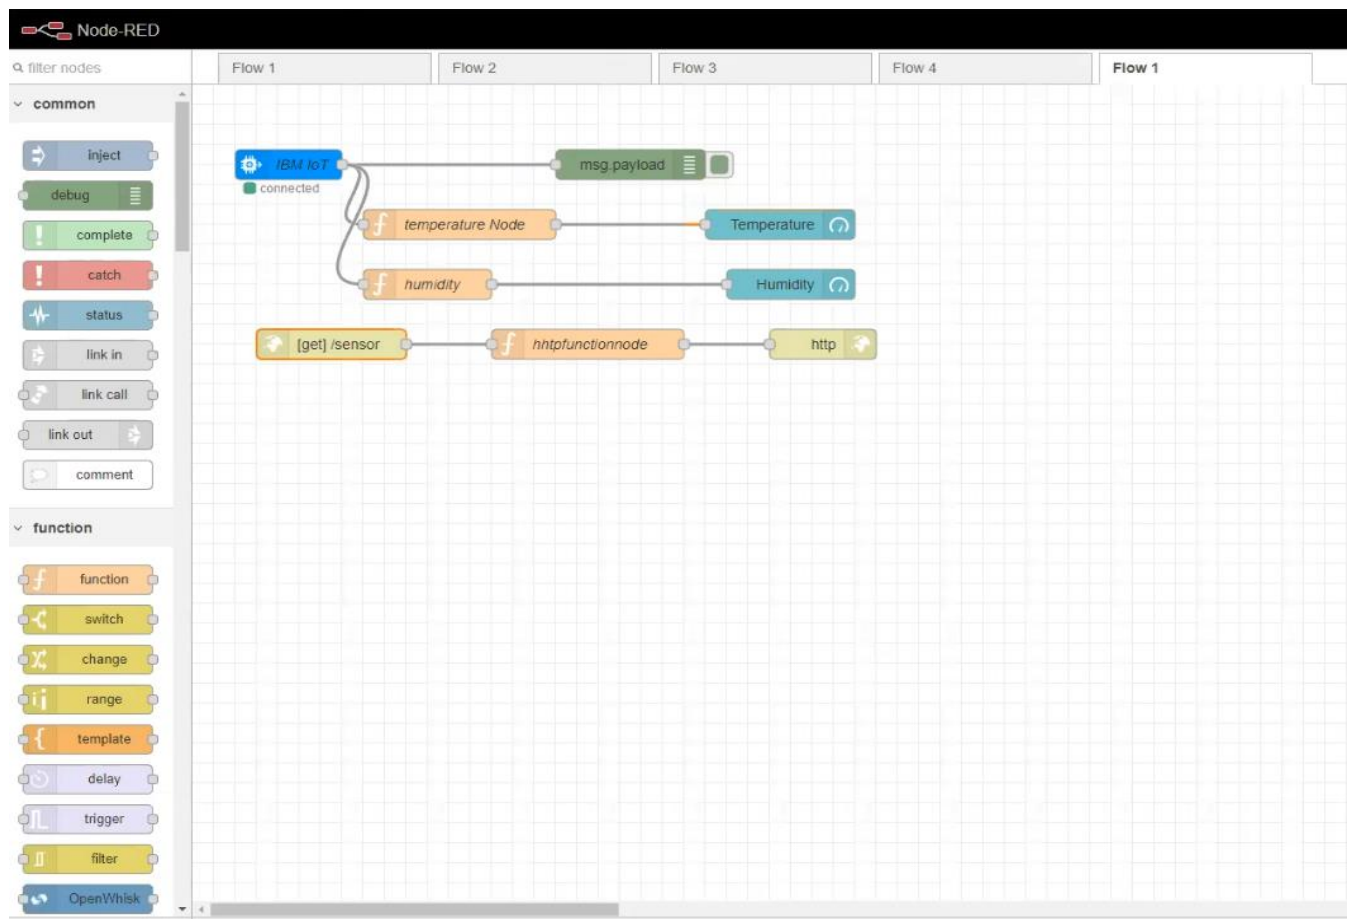 Node-RED
filter nodes
Flow 1
Flow 2
Flow 3
Flow 4
Flow 1
common
inject
debug
complete
catch
status
link in
link call
link out
comment
function
function
switch
change
range
template
delay
trigger
filter
OpenWhisk
IBM IoT
connected
msg.payload
temperature Node
Temperature
humidity
Humidity
[get] /sensor
hhtpfunctionnode
http